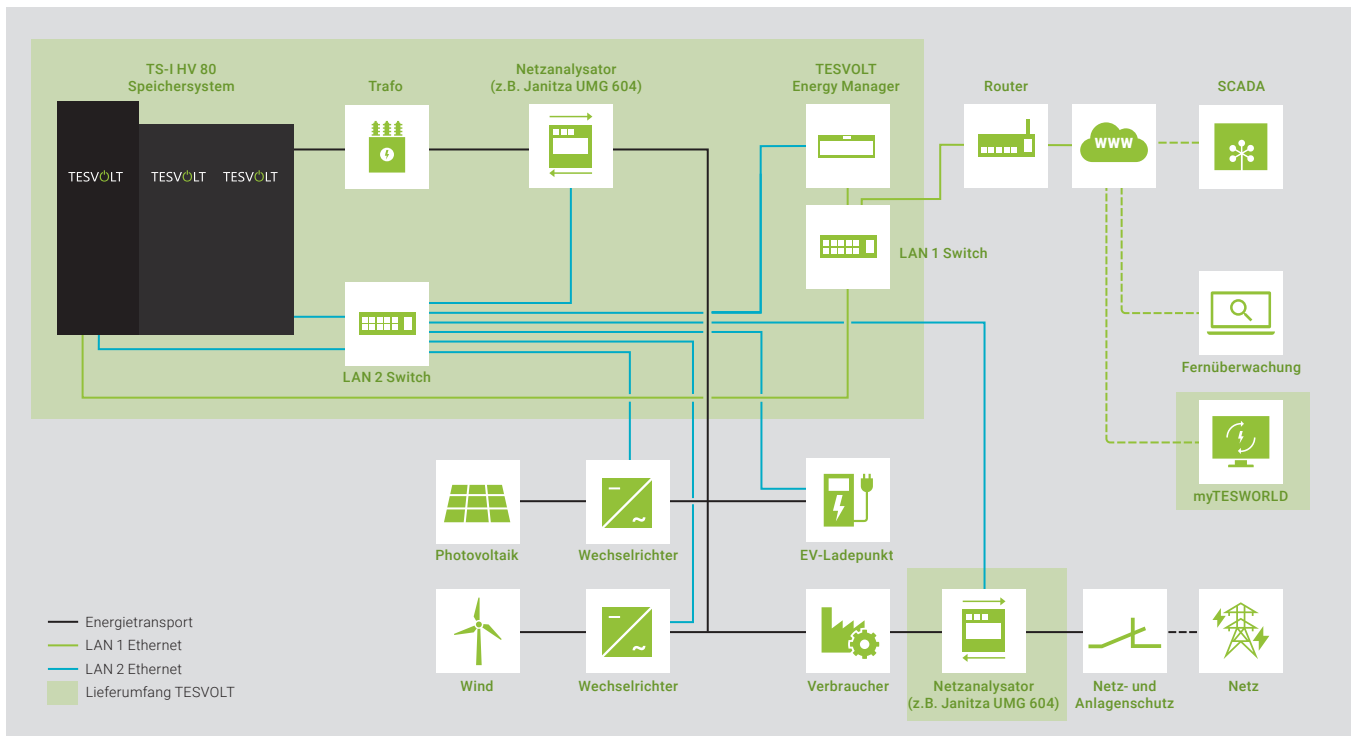 TS-I HV 80
Speichersystem
Trafo
Netzanalysator
(z.B. Janitza UMG 604)
TESVOLT
Energy Manager
Router
SCADA
WWW
TESVOLT
TESVOLT
TESVOLT
LAN 1 Switch
LAN 2 Switch
Fernüberwachung
myTESWORLD
Photovoltaik
Wechselrichter
EV-Ladepunkt
Energietransport
LAN 1 Ethernet
LAN 2 Ethernet
Lieferumfang TESVOLT
Wind
Wechselrichter
Verbraucher
Netzanalysator
(z.B. Janitza UMG 604)
Netz- und
Anlagenschutz
Netz